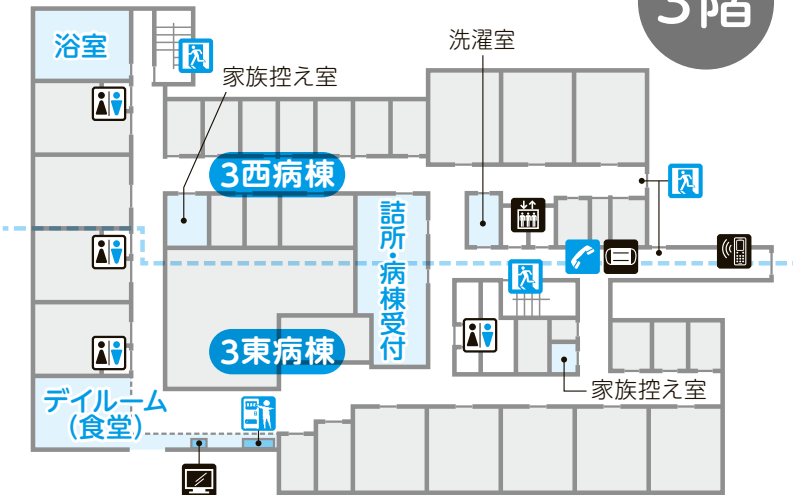 3階
浴室
家族控え室
洗濯室
3西病棟
詰所・病棟受付
3東病棟
デイルーム
(食堂)
家族控え室